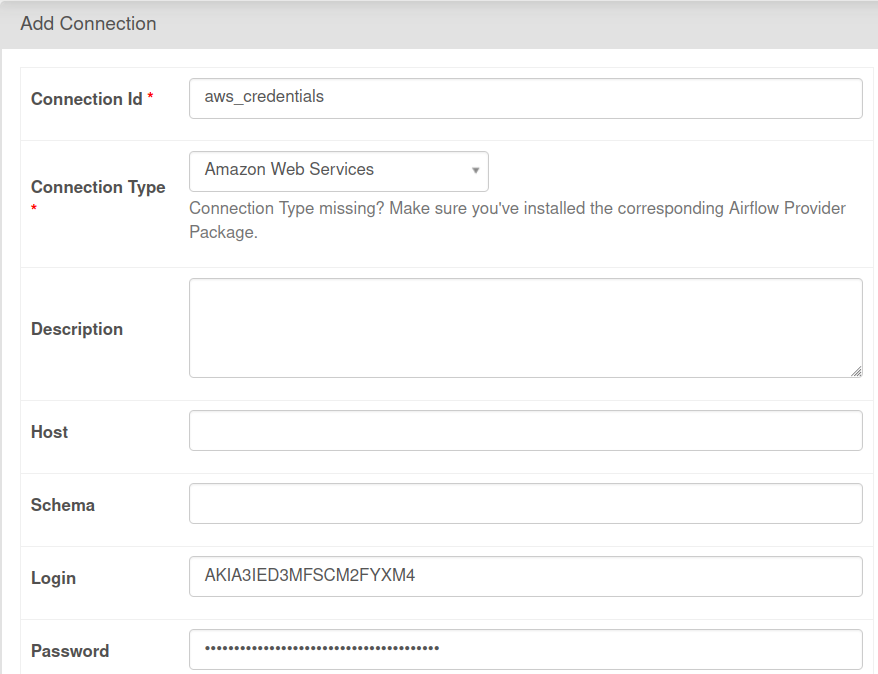 Add Connection
Connection Id *
aws_credentials
Connection Type
*
Amazon Web Services
Connection Type missing? Make sure you've installed the corresponding Airflow Provider
Package.
Description
Host
Schema
Login
AKIA3IED3MFSCM2FYXM4
Password
••••••••••••••••••••••••••••••••••••••••